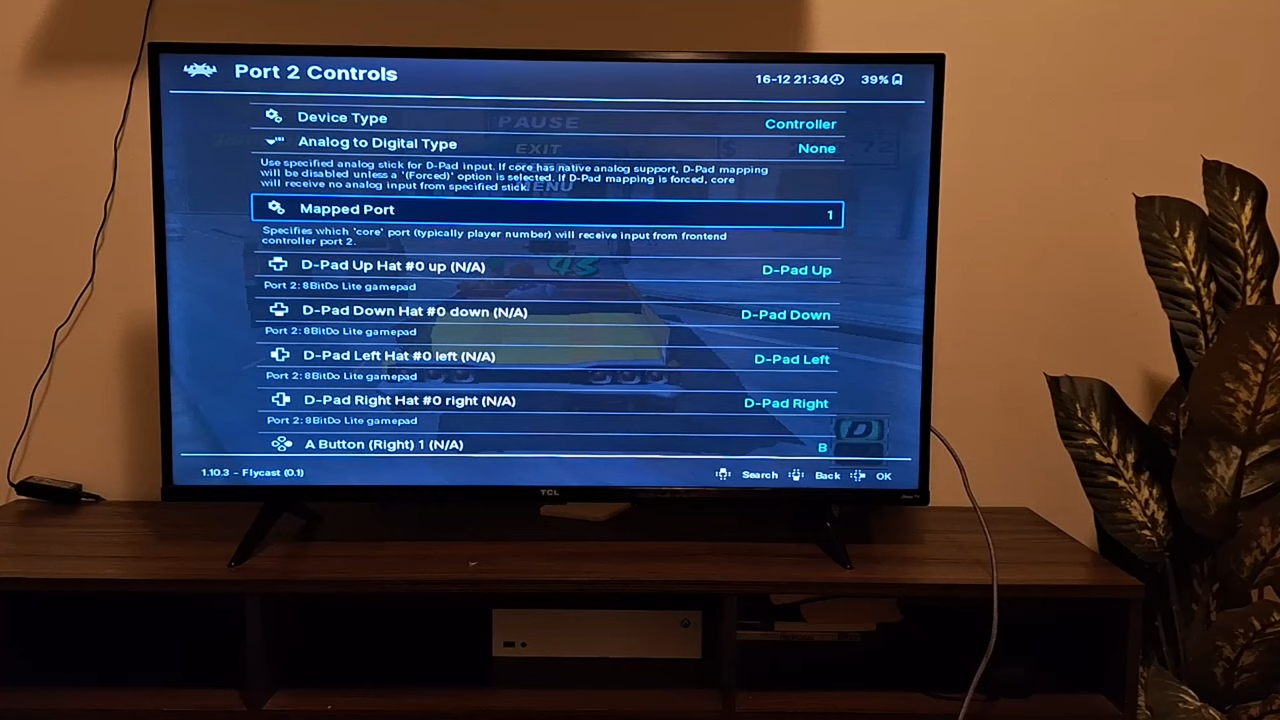 Port 2 Controls
16-12 21:34
39%
Device Type
Controller
Analog to Digital Type
None
Use specified analog stick for D-Pad input. If core has native analog support, D-Pad mapping
will be disabled unless a '(Forced)' option is selected. If D-Pad mapping is forced, core
will receive no analog input from specified stick.
PAUSE
EXIT
MENU
Mapped Port
1
Specifies which 'core' port (typically player number) will receive input from frontend
controller port 2.
D-Pad Up Hat #0 up (N/A)
D-Pad Up
Port 2: 8BitDo Lite gamepad
D-Pad Down Hat #0 down (N/A)
D-Pad Down
Port 2: 8BitDo Lite gamepad
D-Pad Left Hat #0 left (N/A)
D-Pad Left
Port 2: 8BitDo Lite gamepad
D-Pad Right Hat #0 right (N/A)
D-Pad Right
Port 2: 8BitDo Lite gamepad
D
A Button (Right) 1 (N/A)
B
1.10.3 - Flycast (0.1)
Search
Back
OK
TCL